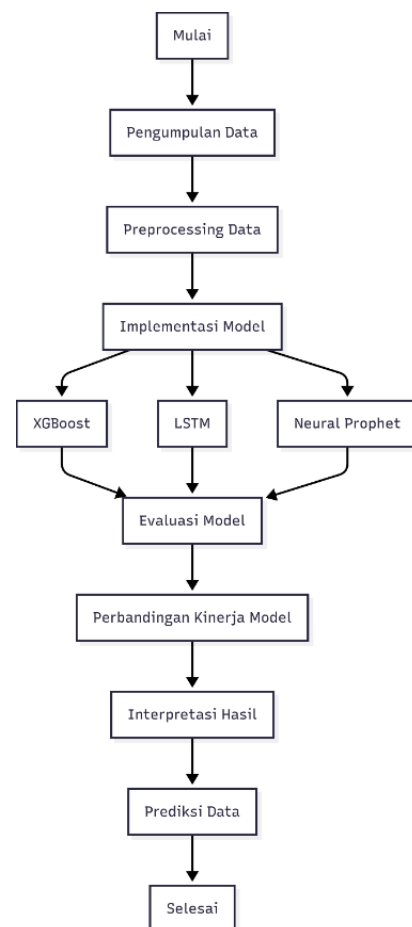 Mulai
Pengumpulan Data
Preprocessing Data
Implementasi Model
XGBoost
LSTM
Neural Prophet
Evaluasi Model
Perbandingan Kinerja Model
Interpretasi Hasil
Prediksi Data
Selesai